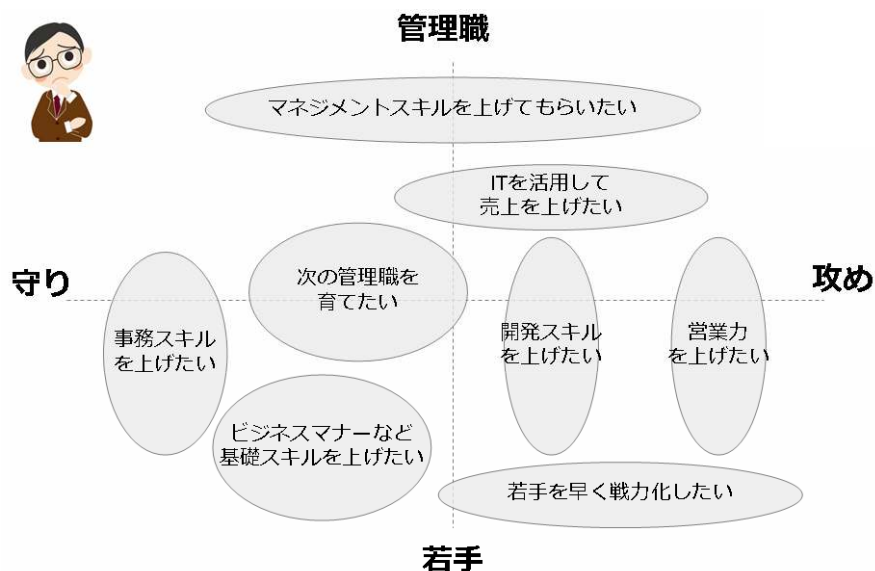 管理職
マネジメントスキルを上げてもらいたい
ITを活用して
売上を上げたい
守り
次の管理職を
育てたい
攻め
事務スキル
を上げたい
開発スキル
を上げたい
営業力
を上げたい
ビジネスマナーなど
基礎スキルを上げたい
若手を早く戦力化したい
若手